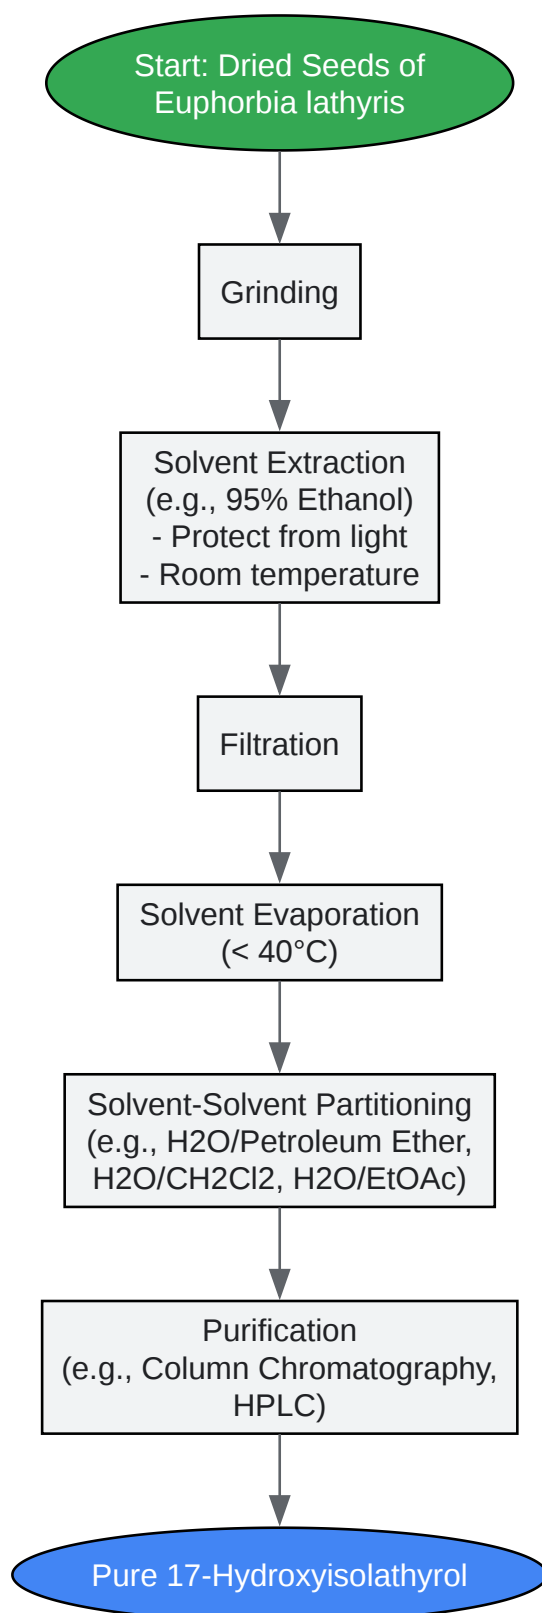 Start: Dried Seeds of
Euphorbia lathyris
Grinding
Solvent Extraction
(e.g., 95% Ethanol)
- Protect from light
- Room temperature
Filtration
Solvent Evaporation
(< 40°C)
Solvent-Solvent Partitioning
(e.g., H2O/Petroleum Ether,
H2O/CH2Cl2, H2O/EtOAc)
Purification
(e.g., Column Chromatography,
HPLC)
Pure 17-Hydroxyisolathyrol